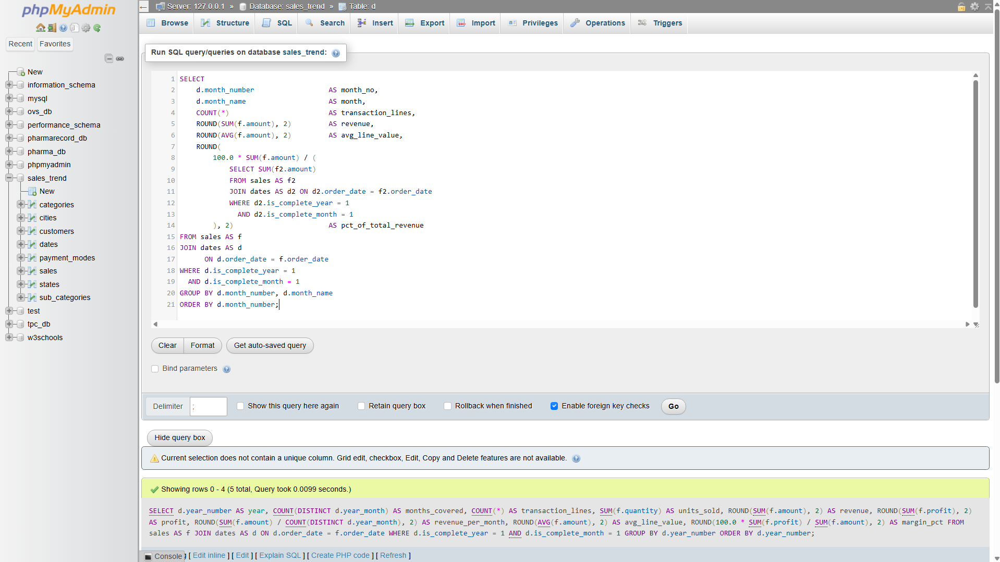 phpMyAdmin
Recent Favorites
New
information_schema
mysql
ovs_db
performance_schema
pharmarecord_db
pharma_db
phpmyadmin
sales_trend
New
categories
cities
customers
dates
payment_modes
sales
states
sub_categories
test
tpc_db
w3schools
Server: 127.0.0.1 » Database: sales_trend » Table: d
Browse Structure SQL Search Insert Export Import Privileges Operations Triggers
Run SQL query/queries on database sales_trend:
1 SELECT
2 d.month_number AS month_no,
3 d.month_name AS month,
4 COUNT(*) AS transaction_lines,
5 ROUND(SUM(f.amount), 2) AS revenue,
6 ROUND(AVG(f.amount), 2) AS avg_line_value,
7 ROUND(
8 100.0 * SUM(f.amount) / (
9 SELECT SUM(f2.amount)
10 FROM sales AS f2
11 JOIN dates AS d2 ON d2.order_date = f2.order_date
12 WHERE d2.is_complete_year = 1
13 AND d2.is_complete_month = 1
14 ), 2) AS pct_of_total_revenue
15 FROM sales AS f
16 JOIN dates AS d
17 ON d.order_date = f.order_date
18 WHERE d.is_complete_year = 1
19 AND d.is_complete_month = 1
20 GROUP BY d.month_number, d.month_name
21 ORDER BY d.month_number;
Clear Format Get auto-saved query
Bind parameters
Delimiter ; Show this query here again Retain query box Rollback when finished Enable foreign key checks Go
Hide query box
Current selection does not contain a unique column. Grid edit, checkbox, Edit, Copy and Delete features are not available.
Showing rows 0 - 4 (5 total, Query took 0.0099 seconds.)
SELECT d.year_number AS year, COUNT(DISTINCT d.year_month) AS months_covered, COUNT(*) AS transaction_lines, SUM(f.quantity) AS units_sold, ROUND(SUM(f.amount), 2) AS revenue, ROUND(SUM(f.profit), 2)
AS profit, ROUND(SUM(f.amount) / COUNT(DISTINCT d.year_month), 2) AS revenue_per_month, ROUND(AVG(f.amount), 2) AS avg_line_value, ROUND(100.0 * SUM(f.profit) / SUM(f.amount), 2) AS margin_pct FROM
sales AS f JOIN dates AS d ON d.order_date = f.order_date WHERE d.is_complete_year = 1 AND d.is_complete_month = 1 GROUP BY d.year_number ORDER BY d.year_number;
Console [ Edit inline ] [ Edit ] [ Explain SQL ] [ Create PHP code ] [ Refresh ]